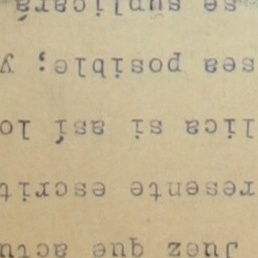 Juez que actu
resente escrit
lica si así lo
sea posible; y
se suplicará